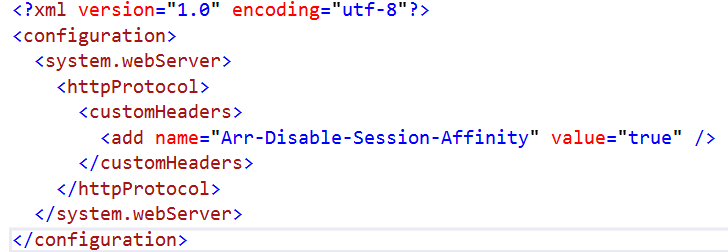 <?xml version="1.0" encoding="utf-8"?>
<configuration>
  <system.webServer>
    <httpProtocol>
      <customHeaders>
        <add name="Arr-Disable-Session-Affinity" value="true" />
      </customHeaders>
    </httpProtocol>
  </system.webServer>
</configuration>